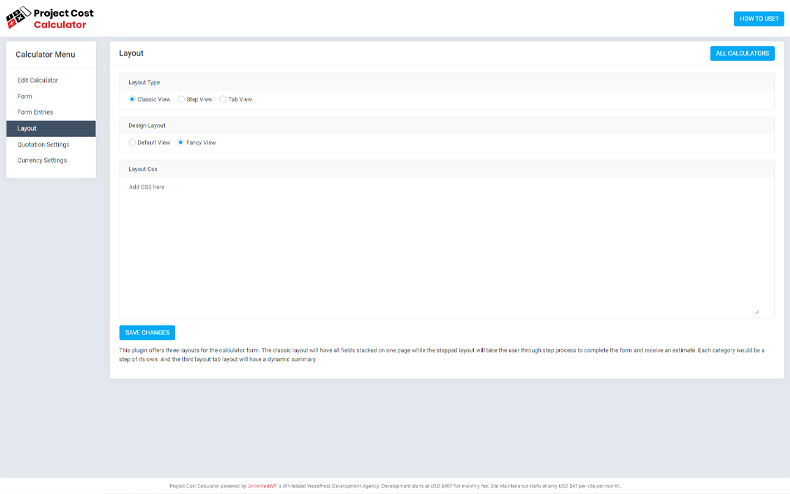 Project Cost
Calculator
HOW TO USE?
Calculator Menu
Edit Calculator
Form
Form Entries
Layout
Quotation Settings
Currency Settings
Layout
ALL CALCULATORS
Layout Type
Classic View Step View Tab View
Design Layout
Default View Fancy View
Layout Css
Add CSS here
SAVE CHANGES
This plugin offers three layouts for the calculator form. The classic layout will have all fields stacked on one page while the stepped layout will take the user through step process to complete the form and receive an estimate. Each category would be a
step of its own. And the third layout tab layout will have a dynamic summary.
Project Cost Calculator powered by UnlimitedWP, a Whitelabel WordPress Development Agency. Development starts at USD $497 flat monthly fee. Site Maintenance starts at only USD $47 per site per month.